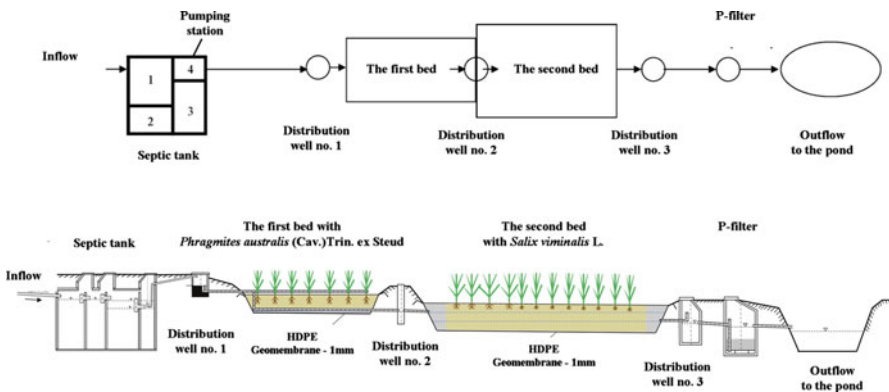 Pumping
station
P-filter
Inflow
1
4
2
3
The first bed
The second bed
Septic tank
Distribution
well no. 1
Distribution
well no. 2
Distribution
well no. 3
Outflow
to the pond
Septic tank
The first bed with
Phragmites australis (Cav.)Trin. ex Steud
The second bed
with Salix viminalis L.
P-filter
Inflow
Distribution
well no. 1
HDPE
Geomembrane - 1mm
Distribution
well no. 2
HDPE
Geomembrane - 1mm
Distribution
well no. 3
Outflow
to the pond